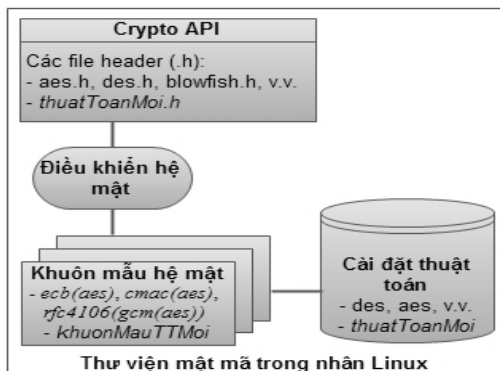 Crypto API
Các file header (.h):
- aes.h, des.h, blowfish.h, v.v.
- thuatToanMoi.h
Điều khiển hệ
mật
Khuôn mẫu hệ mật
- ecb(aes), cmac(aes),
rfc4106(gcm(aes))
- khuonMauTTMoi
Cài đặt thuật
toán
- des, aes, v.v.
- thuatToanMoi
Thư viện mật mã trong nhân Linux